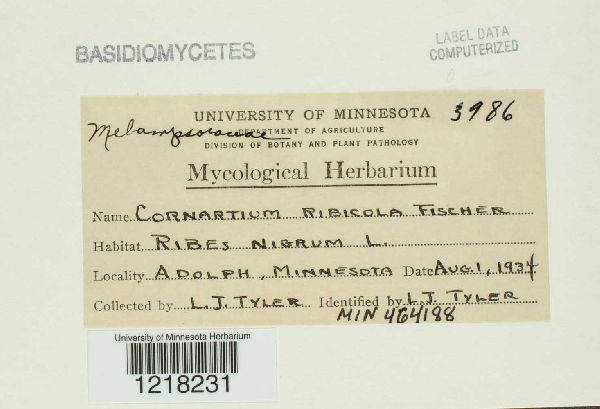 BASIDIOMYCETES
LABEL DATA
COMPUTERIZED
UNIVERSITY OF MINNESOTA 3986
Melampsoraceae
DEPARTMENT OF AGRICULTURE
DIVISION OF BOTANY AND PLANT PATHOLOGY
Mycological Herbarium
Name CORNARTIUM RIBICOLA FISCHER
Habitat RIBES NIGRUM L.
Locality ADOLPH, MINNESOTA Date AUG. 1, 1934
Collected by L. J. TYLER Identified by L. J. TYLER
MIN 464188
University of Minnesota Herbarium
1218231